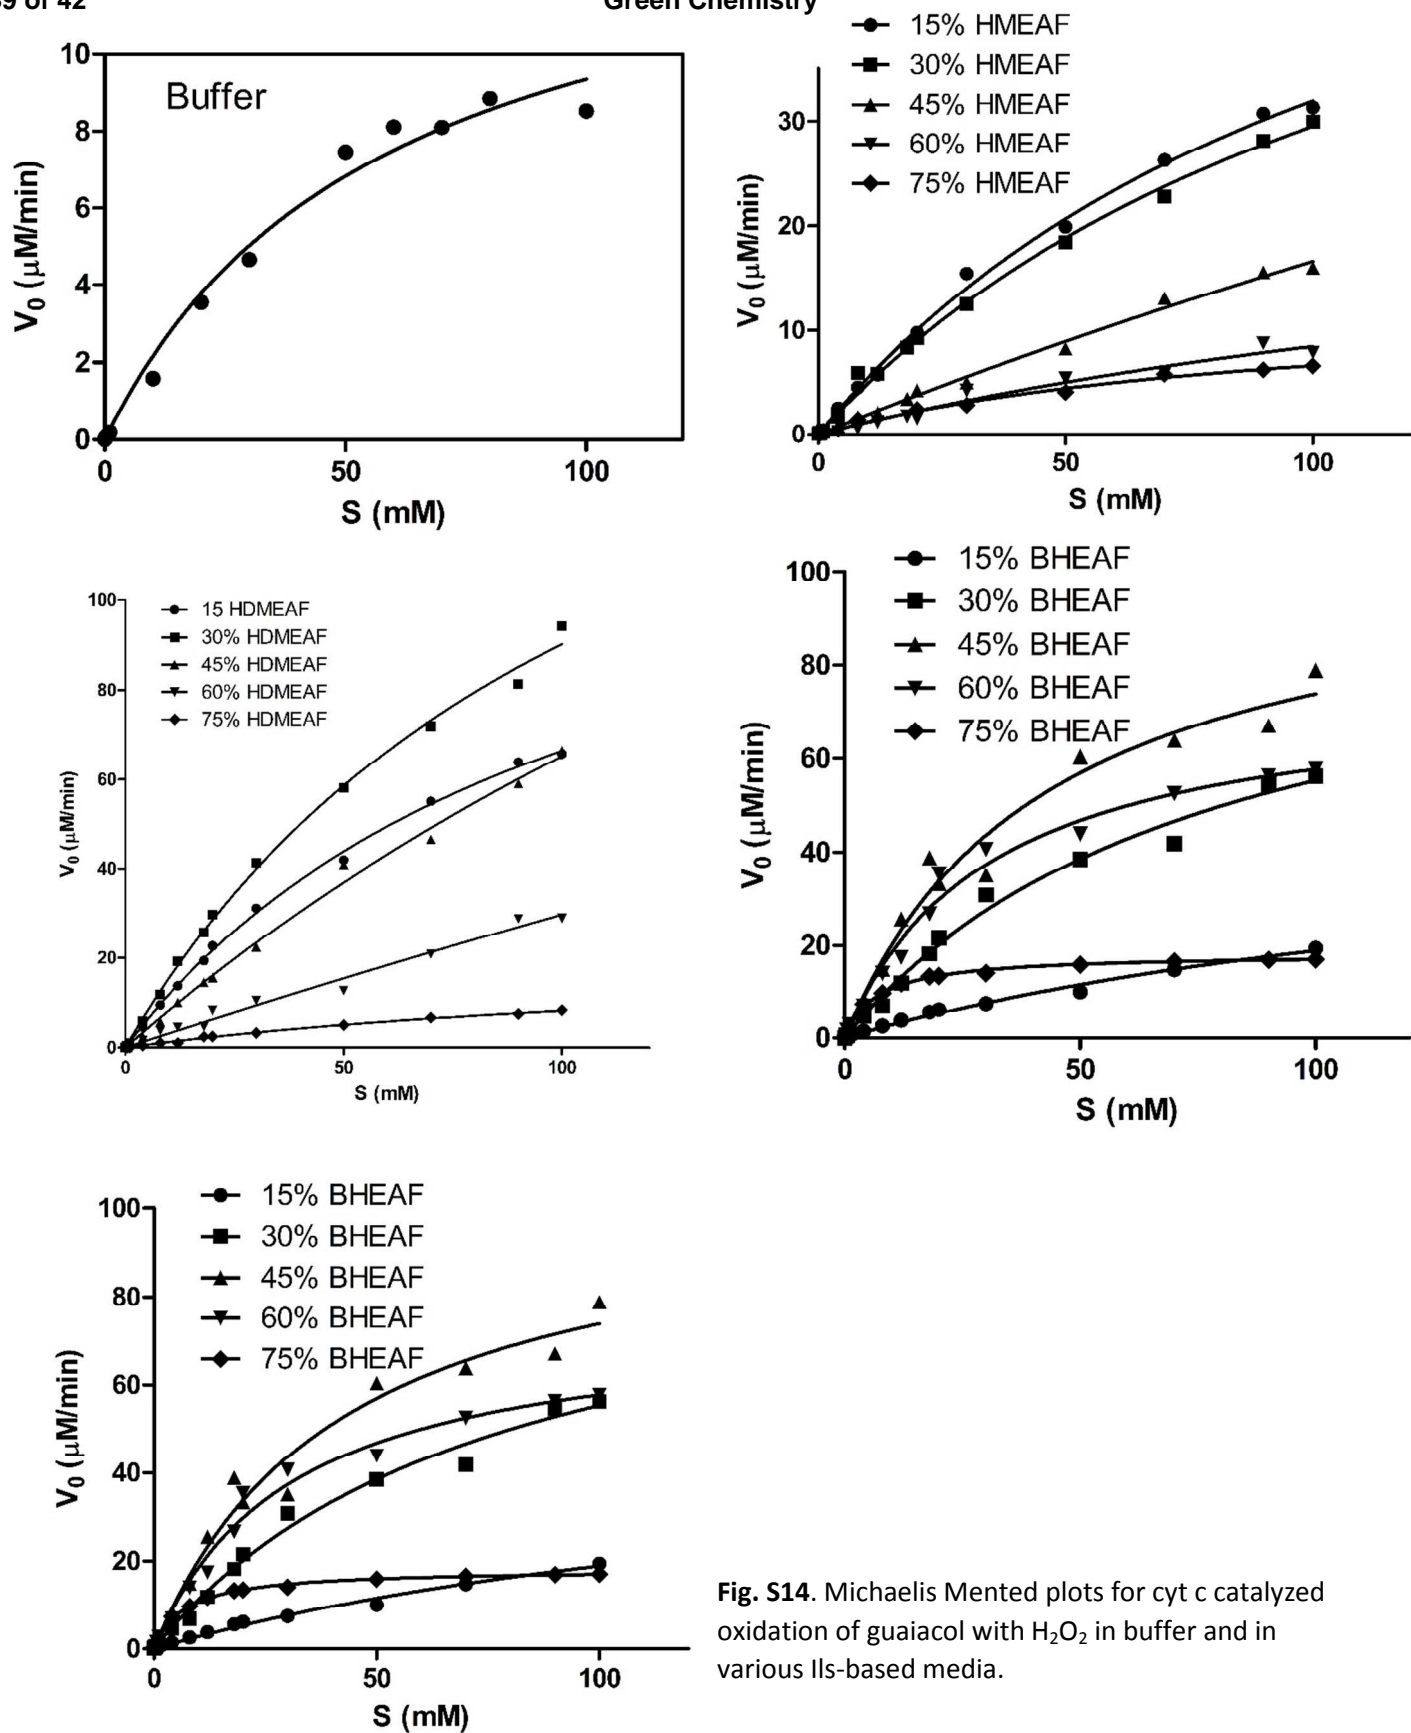 9 of 42
Green Chemistry
Buffer
10
8
6
4
2
0
V0 (μM/min)
0 50 100
S (mM)
15% HMEAF
30% HMEAF
45% HMEAF
60% HMEAF
75% HMEAF
30
20
10
0
V0 (μM/min)
0 50 100
S (mM)
15 HDMEAF
30% HDMEAF
45% HDMEAF
60% HDMEAF
75% HDMEAF
100
80
60
40
20
0
V0 (μM/min)
0 50 100
S (mM)
15% BHEAF
30% BHEAF
45% BHEAF
60% BHEAF
75% BHEAF
100
80
60
40
20
0
V0 (μM/min)
0 50 100
S (mM)
15% BHEAF
30% BHEAF
45% BHEAF
60% BHEAF
75% BHEAF
100
80
60
40
20
0
V0 (μM/min)
0 50 100
S (mM)
Fig. S14. Michaelis Mented plots for cyt c catalyzed
oxidation of guaiacol with H2O2 in buffer and in
various Ils-based media.